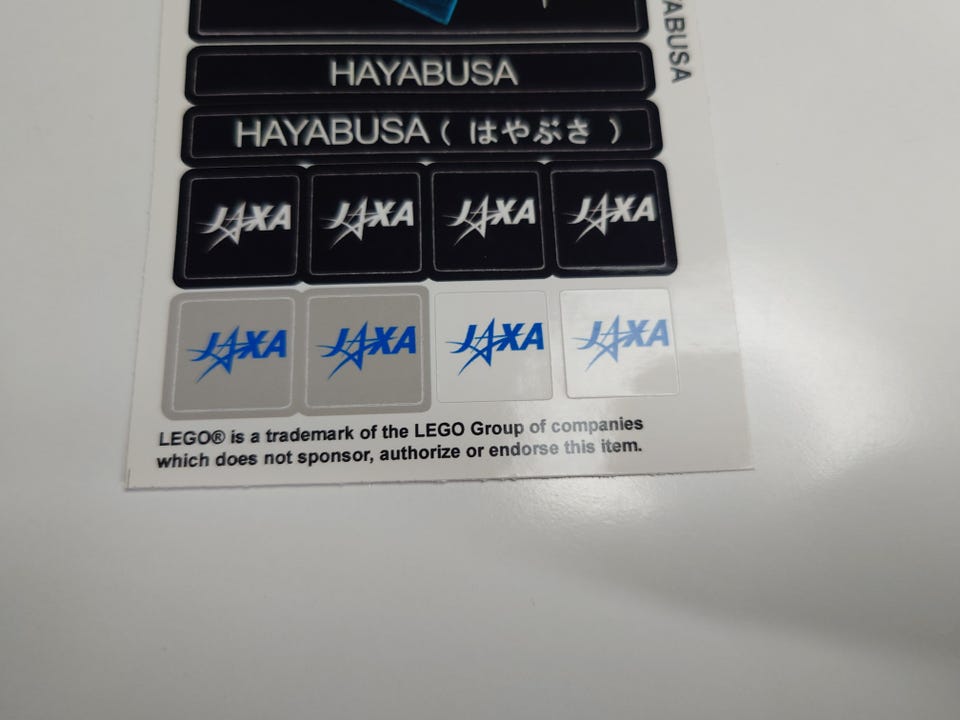 HAYABUSA
HAYABUSA ( はやぶさ )
JAXA JAXA JAXA JAXA
JAXA JAXA JAXA JAXA
LEGO® is a trademark of the LEGO Group of companies
which does not sponsor, authorize or endorse this item.
ABUSA